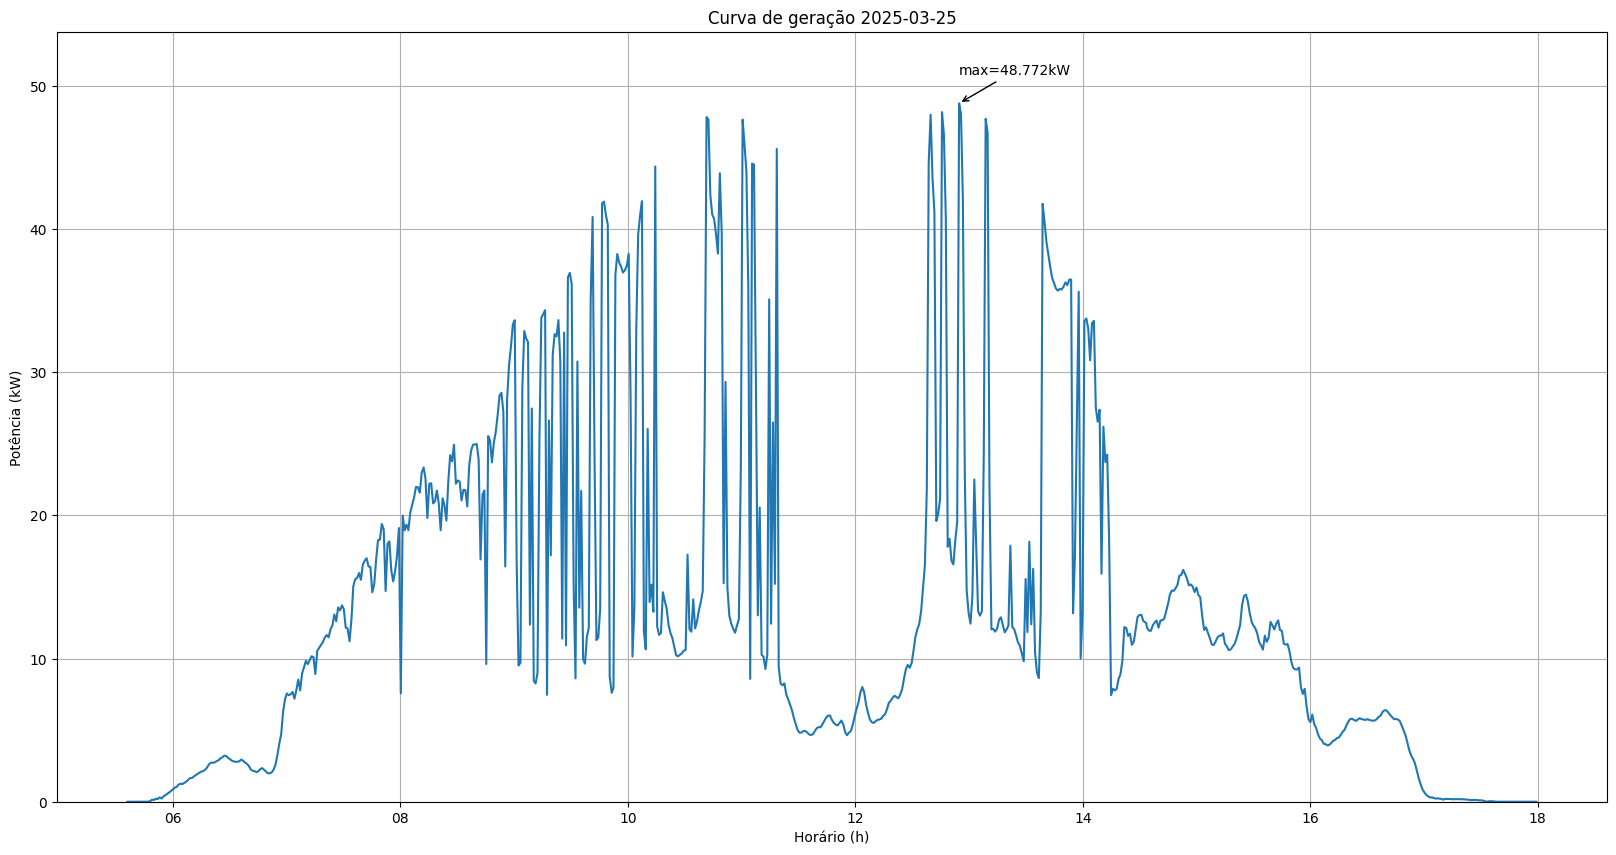 Curva de geração 2025-03-25
max=48.772kW
50
40
30
20
10
0
Potência (kW)
06 08 10 12 14 16 18
Horário (h)